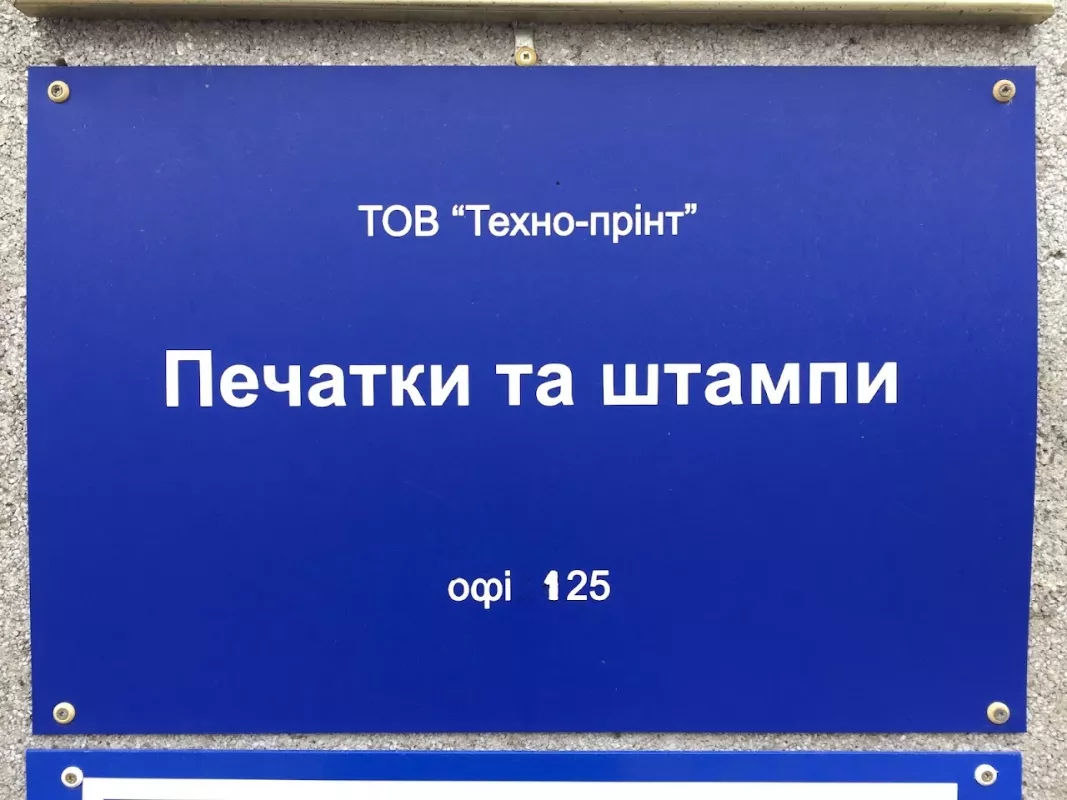 ТОВ “Техно-прінт”
Печатки та штампи
офі 125